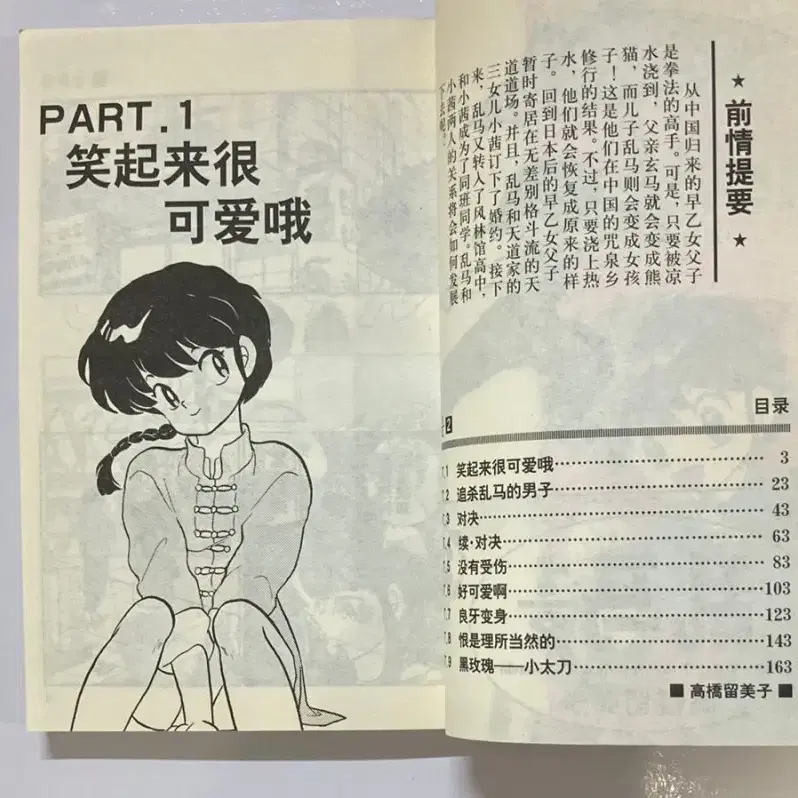 PART.1
笑起来很
可爱哦
★ 前情提要 ★
从中国归来的早乙女父子
是拳法的高手。可是，只要被凉
水浇到，父亲玄马就会变成熊
猫，而儿子乱马则会变成女孩
子！这是他们在中国的咒泉乡
修行的结果。不过，只要浇上热
水，他们就会恢复成原来的样
子。回到日本后的早乙女父子
暂时寄居在无差别格斗流的天
道道场。并且，乱马和天道家的
三女儿小茜订下了婚约。接下
来，乱马又转入了风林馆高中，
和小茜成为了同班同学。乱马和
小茜两人的关系将会如何发展
下去呢？
2 目录
.1 笑起来很可爱哦 3
.2 追杀乱马的男子 23
.3 对决 43
.4 续·对决 63
.5 没有受伤 83
.6 好可爱啊 103
.7 良牙变身 123
.8 恨是理所当然的 143
.9 黑玫瑰——小太刀 163
■ 高橋留美子 ■